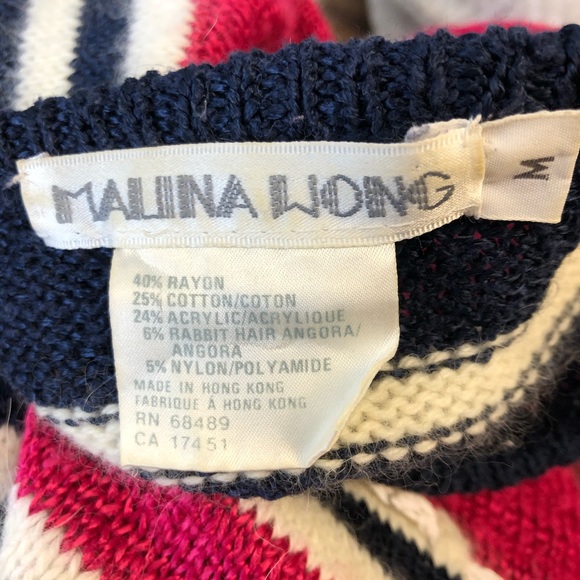 MALINA WONG
M
40% RAYON
25% COTTON/COTON
24% ACRYLIC/ACRYLIQUE
6% RABBIT HAIR ANGORA/
ANGORA
5% NYLON/POLYAMIDE
MADE IN HONG KONG
FABRIQUE À HONG KONG
RN 68489
CA 17451